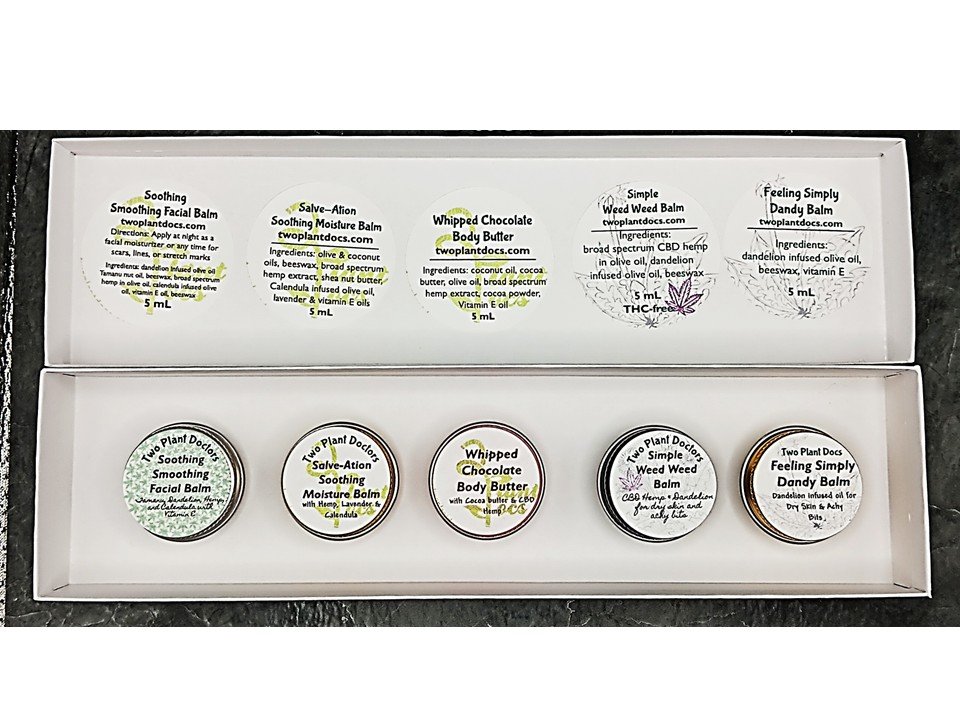 Soothing
Smoothing Facial Balm
twoplantdocs.com
Directions: Apply at night as a
facial moisturizer or any time for
scars, lines, or stretch marks
Ingredients: dandelion infused olive oil
Tamanu nut oil, beeswax, broad spectrum
hemp in olive oil, calendula infused olive
oil, vitamin E oil, beeswax
5 mL
Salve-Ation
Soothing Moisture Balm
twoplantdocs.com
Ingredients: olive & coconut
oils, beeswax, broad spectrum
hemp extract, shea nut butter,
Calendula infused olive oil,
lavender & vitamin E oils
5 mL
Whipped Chocolate
Body Butter
twoplantdocs.com
Ingredients: coconut oil, cocoa
butter, olive oil, broad spectrum
hemp extract, cocoa powder,
Vitamin E oil
5 mL
Simple
Weed Weed Balm
twoplantdocs.com
Ingredients:
broad spectrum CBD hemp
in olive oil, dandelion
infused olive oil, beeswax
5 mL
THC-free
Feeling Simply
Dandy Balm
twoplantdocs.com
Ingredients:
dandelion infused olive oil,
beeswax, vitamin E
5 mL
Two Plant Doctors
Soothing
Smoothing
Facial Balm
Tamanu, Dandelion, Hemp,
and Calendula with
Vitamin E
Two Plant Doctors
Salve-Ation
Soothing
Moisture Balm
with Hemp, Lavender &
Calendula
Whipped
Chocolate
Body Butter
with Cocoa butter & CBD
Hemp
Two Plant Doctors
Simple
Weed Weed
Balm
CBD Hemp + Dandelion
for dry skin and
achy bits
Two Plant Docs
Feeling Simply
Dandy Balm
Dandelion infused oil for
Dry Skin & Achy
Bits